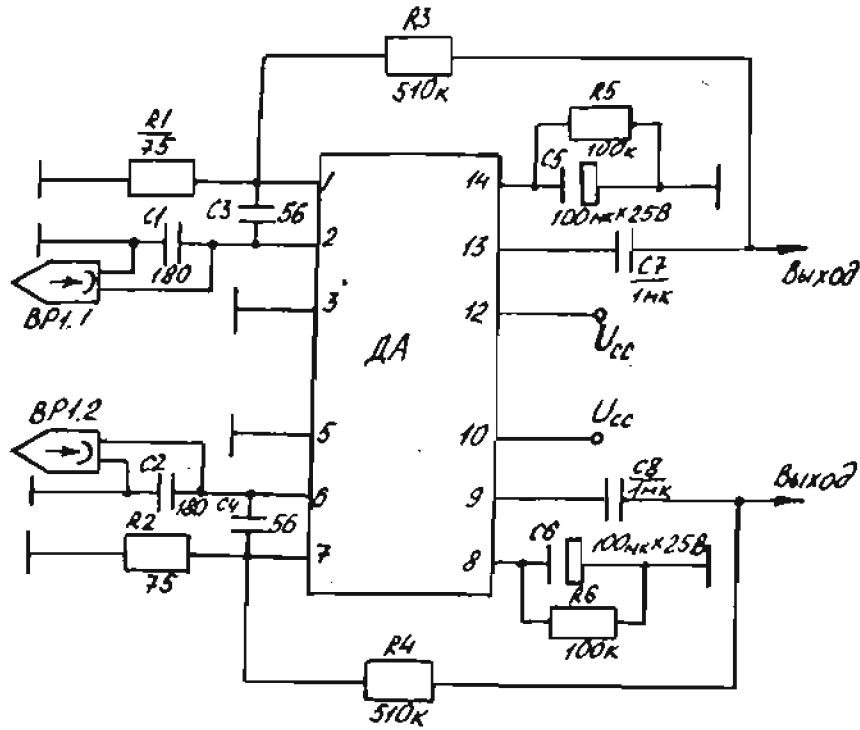 R3
510к
R1
75
R5
100к
C5
100мк×25В
C1
180
C3
56
1
2
3
5
6
7
14
13
12
10
9
8
ДА
C7
1мк
Выход
Ucc
Ucc
ВР1.1
ВР1.2
C2
180
C4
56
R2
75
C8
1мк
Выход
C6
100мк×25В
R6
100к
R4
510к